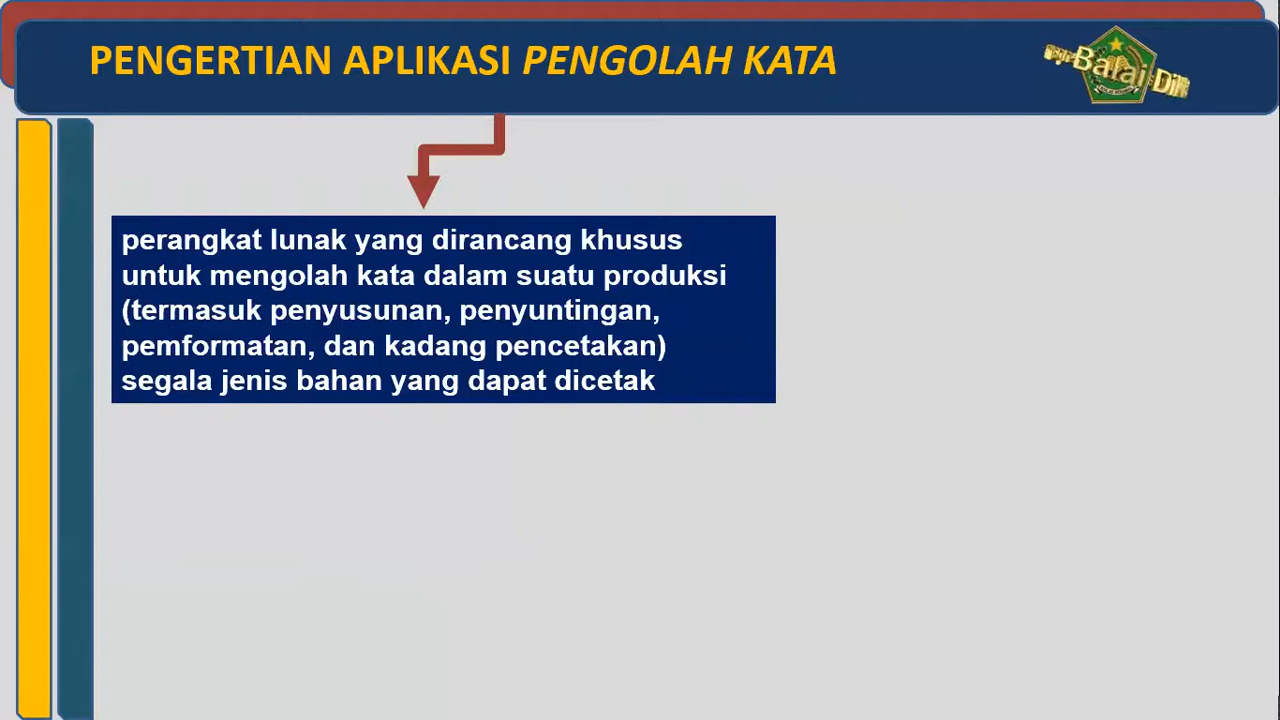 PENGERTIAN APLIKASI PENGOLAH KATA
Balai Dik
perangkat lunak yang dirancang khusus
untuk mengolah kata dalam suatu produksi
(termasuk penyusunan, penyuntingan,
pemformatan, dan kadang pencetakan)
segala jenis bahan yang dapat dicetak